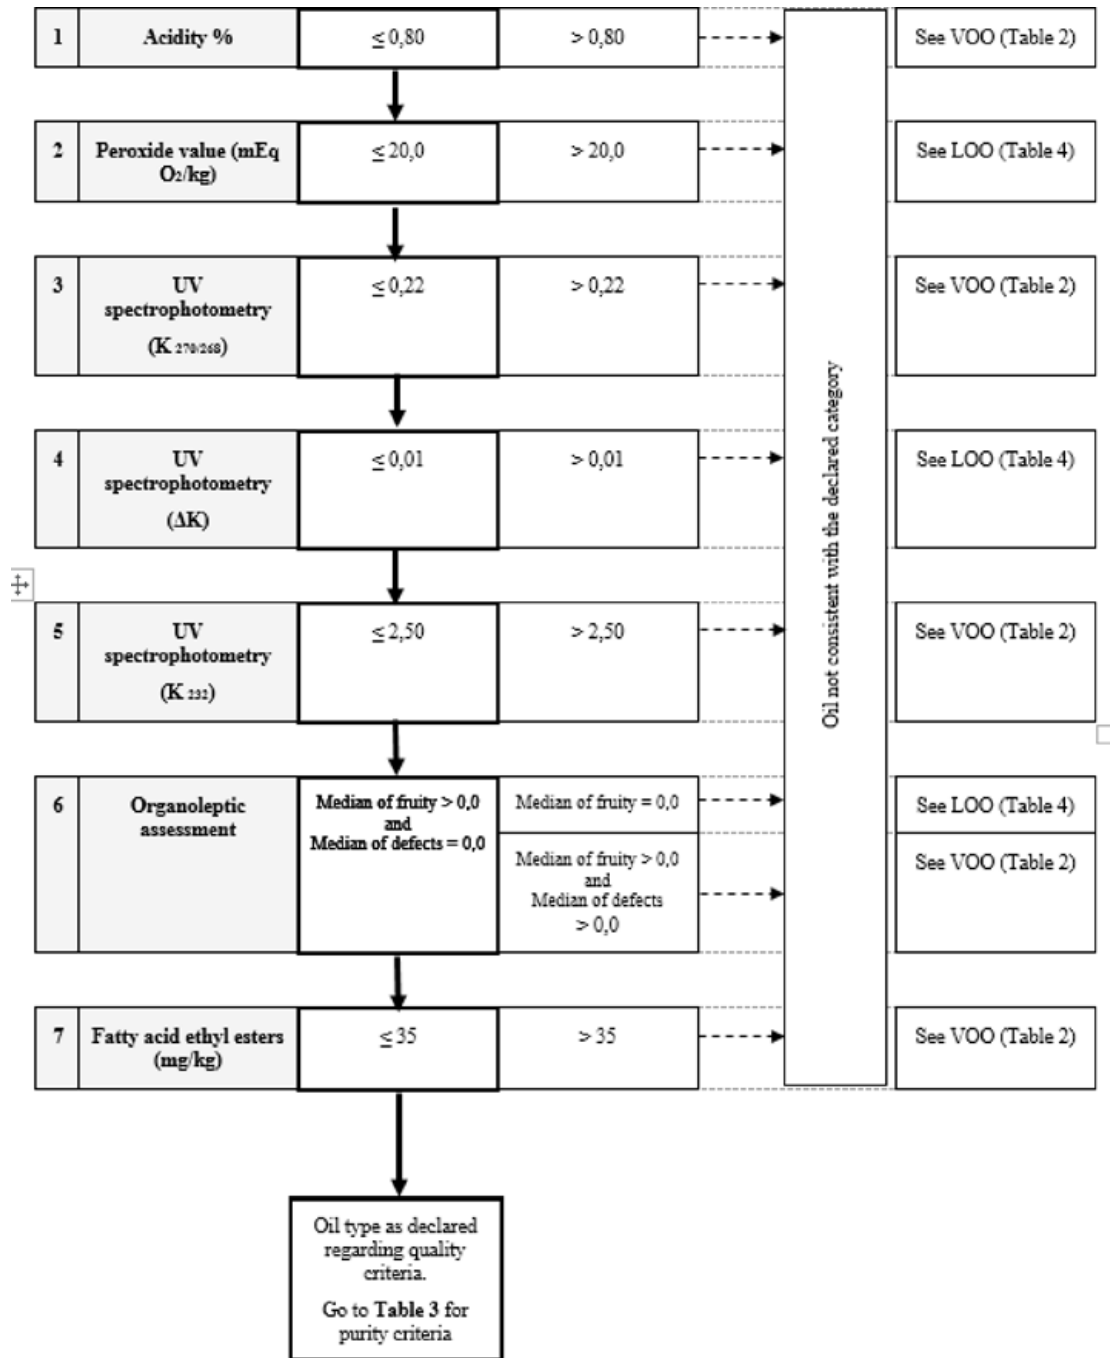 1
Acidity %
≤ 0,80
> 0,80
See VOO (Table 2)
2
Peroxide value (mEq
O2/kg)
≤ 20,0
> 20,0
See LOO (Table 4)
3
UV
spectrophotometry
(K 270/268)
≤ 0,22
> 0,22
See VOO (Table 2)
4
UV
spectrophotometry
(ΔK)
≤ 0,01
> 0,01
See LOO (Table 4)
5
UV
spectrophotometry
(K 232)
≤ 2,50
> 2,50
See VOO (Table 2)
6
Organoleptic
assessment
Median of fruity > 0,0
and
Median of defects = 0,0
Median of fruity = 0,0
See LOO (Table 4)
Median of fruity > 0,0
and
Median of defects
> 0,0
See VOO (Table 2)
7
Fatty acid ethyl esters
(mg/kg)
≤ 35
> 35
See VOO (Table 2)
Oil not consistent with the declared category
Oil type as declared
regarding quality
criteria.
Go to Table 3 for
purity criteria